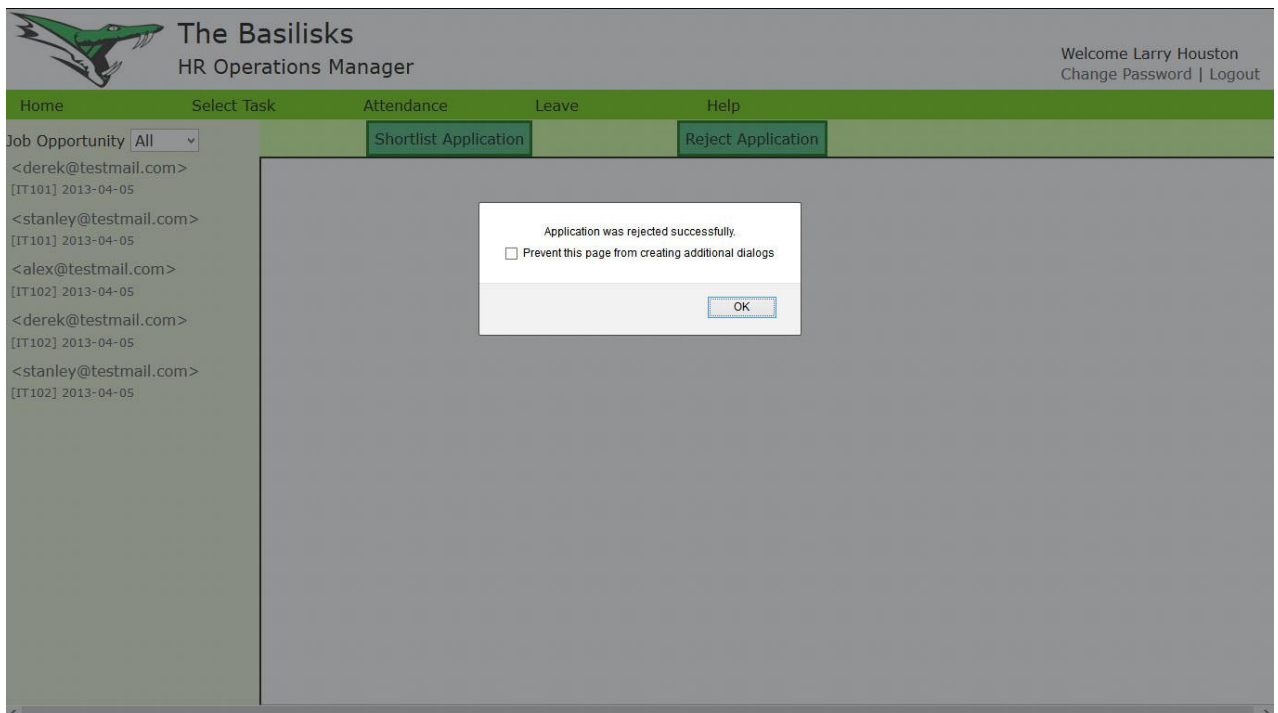 The Basilisks
HR Operations Manager
Welcome Larry Houston
Change Password | Logout
Home Select Task Attendance Leave Help
Job Opportunity All Shortlist Application Reject Application
<derek@testmail.com>
[IT101] 2013-04-05
<stanley@testmail.com>
[IT101] 2013-04-05
<alex@testmail.com>
[IT102] 2013-04-05
<derek@testmail.com>
[IT102] 2013-04-05
<stanley@testmail.com>
[IT102] 2013-04-05
Application was rejected successfully.
Prevent this page from creating additional dialogs
OK